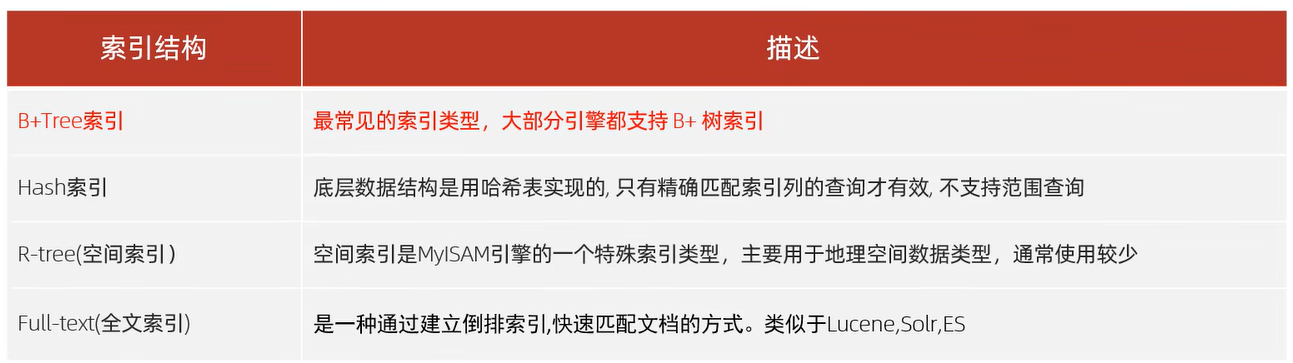 索引结构 描述
B+Tree索引 最常见的索引类型，大部分引擎都支持 B+ 树索引
Hash索引 底层数据结构是用哈希表实现的, 只有精确匹配索引列的查询才有效, 不支持范围查询
R-tree(空间索引） 空间索引是MyISAM引擎的一个特殊索引类型，主要用于地理空间数据类型，通常使用较少
Full-text(全文索引) 是一种通过建立倒排索引,快速匹配文档的方式。类似于Lucene,Solr,ES